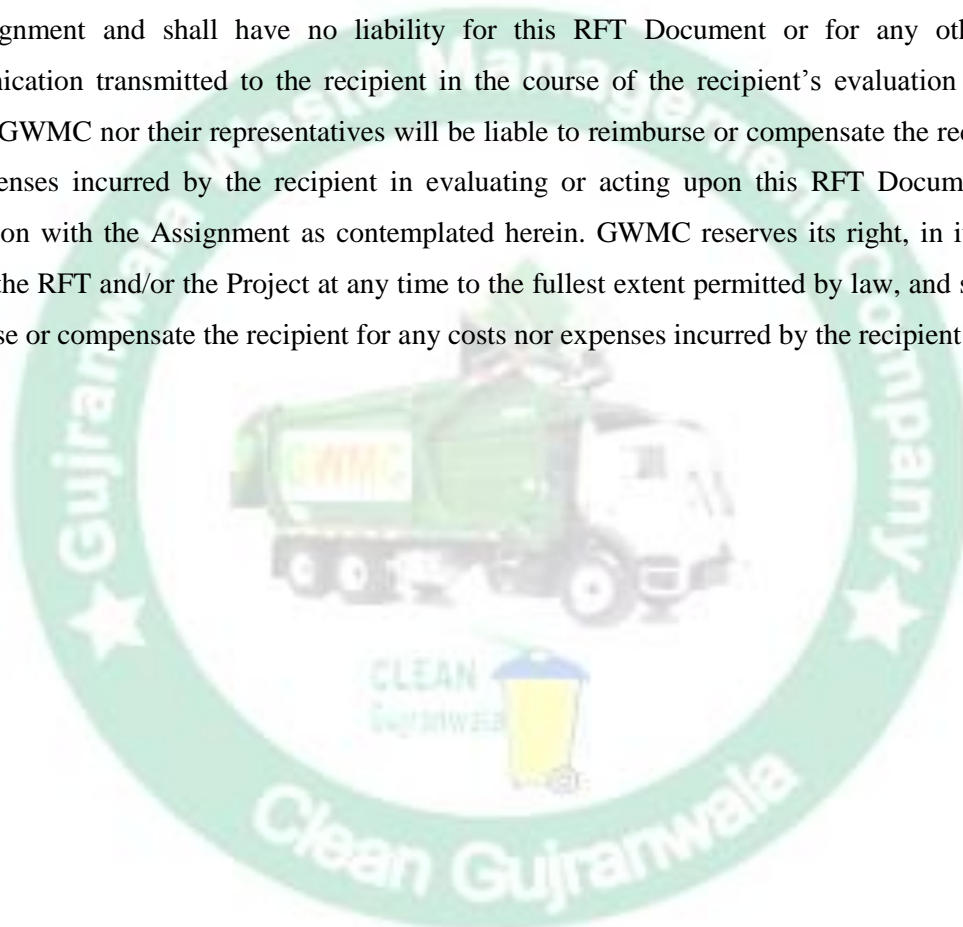 gnment and shall have no liability for this RFT Document or for any oth
nication transmitted to the recipient in the course of the recipient's evaluation
GWMC nor their representatives will be liable to reimburse or compensate the rec
enses incurred by the recipient in evaluating or acting upon this RFT Docum
on with the Assignment as contemplated herein. GWMC reserves its right, in i
the RFT and/or the Project at any time to the fullest extent permitted by law, and s
se or compensate the recipient for any costs nor expenses incurred by the recipient
Gujranwala Waste Management Company
GWMC
CLEAN
Gujranwala
Clean Gujranwala